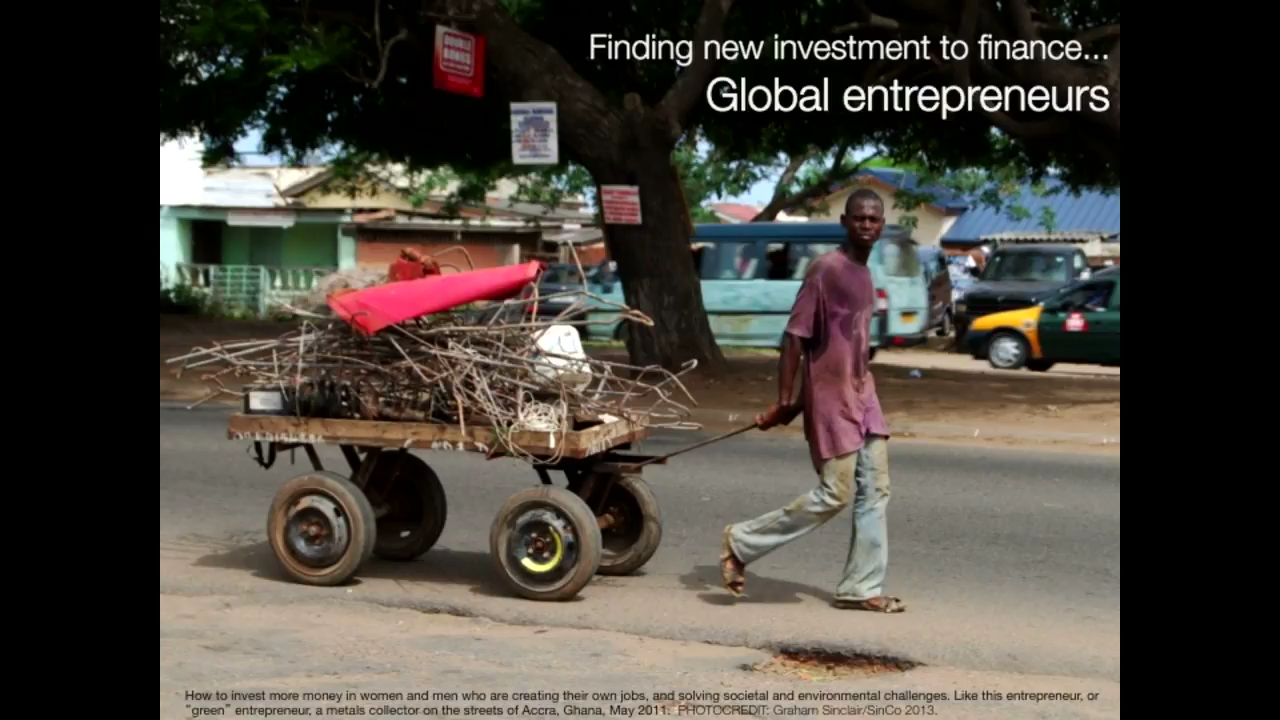 Finding new investment to finance...
Global entrepreneurs
DOUBLE
BONUS
How to invest more money in women and men who are creating their own jobs, and solving societal and environmental challenges. Like this entrepreneur, or
"green" entrepreneur, a metals collector on the streets of Accra, Ghana, May 2011. PHOTOCREDIT: Graham Sinclair/SinCo 2013.